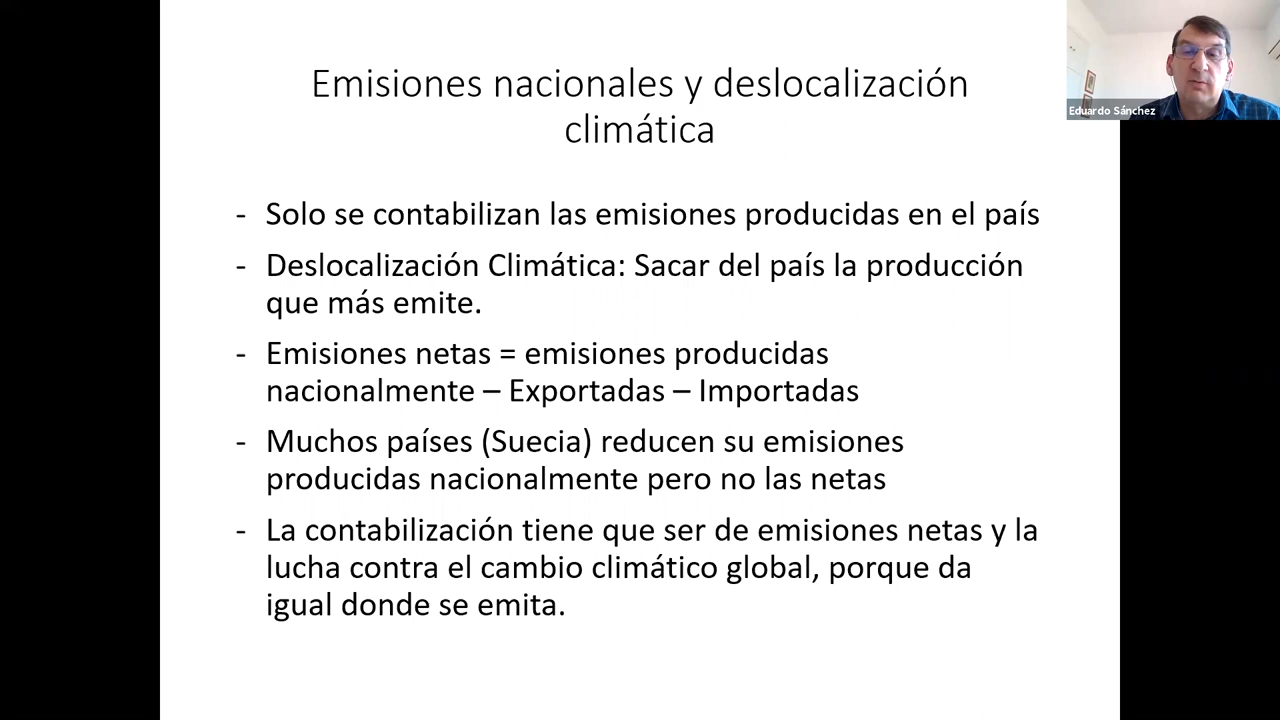 Emisiones nacionales y deslocalización
climática
Eduardo Sánchez
- Solo se contabilizan las emisiones producidas en el país
- Deslocalización Climática: Sacar del país la producción
que más emite.
- Emisiones netas = emisiones producidas
nacionalmente – Exportadas – Importadas
- Muchos países (Suecia) reducen su emisiones
producidas nacionalmente pero no las netas
- La contabilización tiene que ser de emisiones netas y la
lucha contra el cambio climático global, porque da
igual donde se emita.